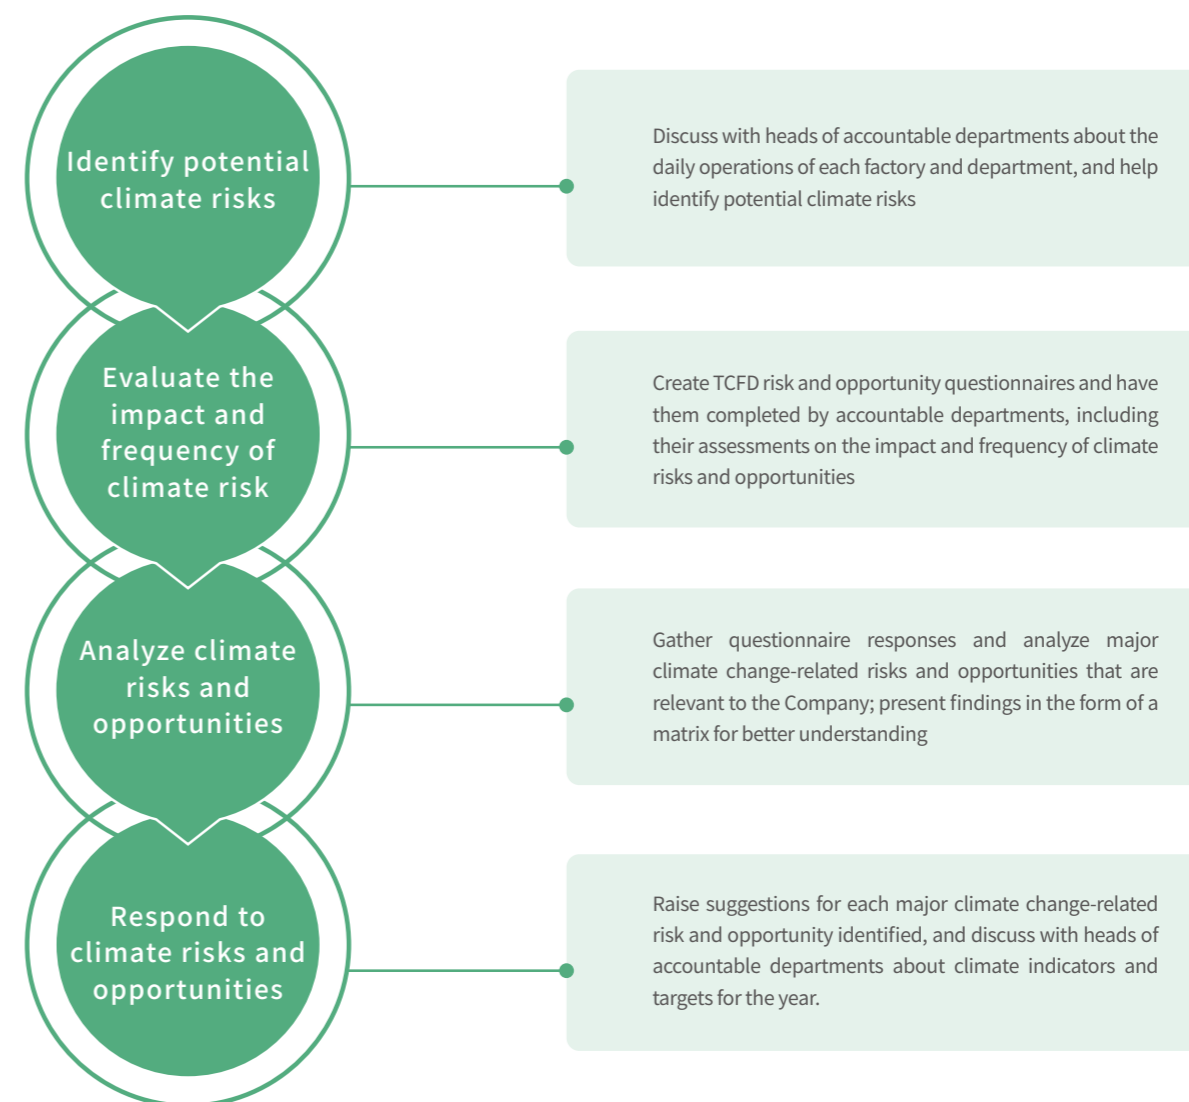 Identify potential
climate risks
Discuss with heads of accountable departments about the
daily operations of each factory and department, and help
identify potential climate risks
Evaluate the
impact and
frequency of
climate risk
Create TCFD risk and opportunity questionnaires and have
them completed by accountable departments, including
their assessments on the impact and frequency of climate
risks and opportunities
Analyze climate
risks and
opportunities
Gather questionnaire responses and analyze major
climate change-related risks and opportunities that are
relevant to the Company; present findings in the form of a
matrix for better understanding
Respond to
climate risks and
opportunities
Raise suggestions for each major climate change-related
risk and opportunity identified, and discuss with heads of
accountable departments about climate indicators and
targets for the year.